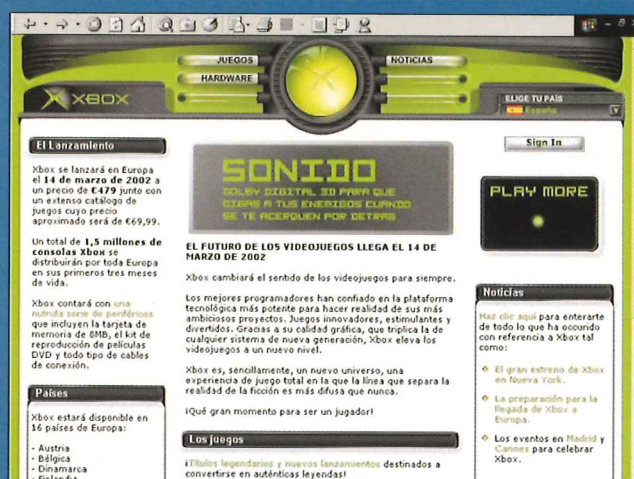 JUEGOS
HARDWARE
NOTICIAS
XBOX
ELIGE TU PAÍS
España
Sign In
El Lanzamiento
Xbox se lanzará en Europa
el 14 de marzo de 2002 a
un precio de €479 junto con
un extenso catálogo de
juegos cuyo precio
aproximado será de €69,99.
Un total de 1,5 millones de
consolas Xbox se
distribuirán por toda Europa
en sus primeros tres meses
de vida.
Xbox contará con una
nutrida serie de periféricos
que incluyen la tarjeta de
memoria de 8MB, el kit de
reproducción de películas
DVD y todo tipo de cables
de conexión.
Países
Xbox estará disponible en
16 países de Europa:
- Austria
- Bélgica
- Dinamarca
- Finlandia
SONIDO
DOLBY DIGITAL 3D PARA QUE
OIGAS A TUS ENEMIGOS CUANDO
SE TE ACERQUEN POR DETRAS
EL FUTURO DE LOS VIDEOJUEGOS LLEGA EL 14 DE
MARZO DE 2002
Xbox cambiará el sentido de los videojuegos para siempre.
Los mejores programadores han confiado en la plataforma
tecnológica más potente para hacer realidad de sus más
ambiciosos proyectos. Juegos innovadores, estimulantes y
divertidos. Gracias a su calidad gráfica, que triplica la de
cualquier sistema de nueva generación, Xbox eleva los
videojuegos a un nuevo nivel.
Xbox es, sencillamente, un nuevo universo, una
experiencia de juego total en la que la línea que separa la
realidad de la ficción es más difusa que nunca.
¡Qué gran momento para ser un jugador!
Los juegos
¡Títulos legendarios y nuevos lanzamientos destinados a
convertirse en auténticas leyendas!
PLAY MORE
Noticias
Haz clic aquí para enterarte
de todo lo que ha ocurrido
con referencia a Xbox tal
como:
El gran estreno de Xbox
en Nueva York.
La preparación para la
llegada de Xbox a
Europa.
Los eventos en Madrid y
Cannes para celebrar
Xbox.